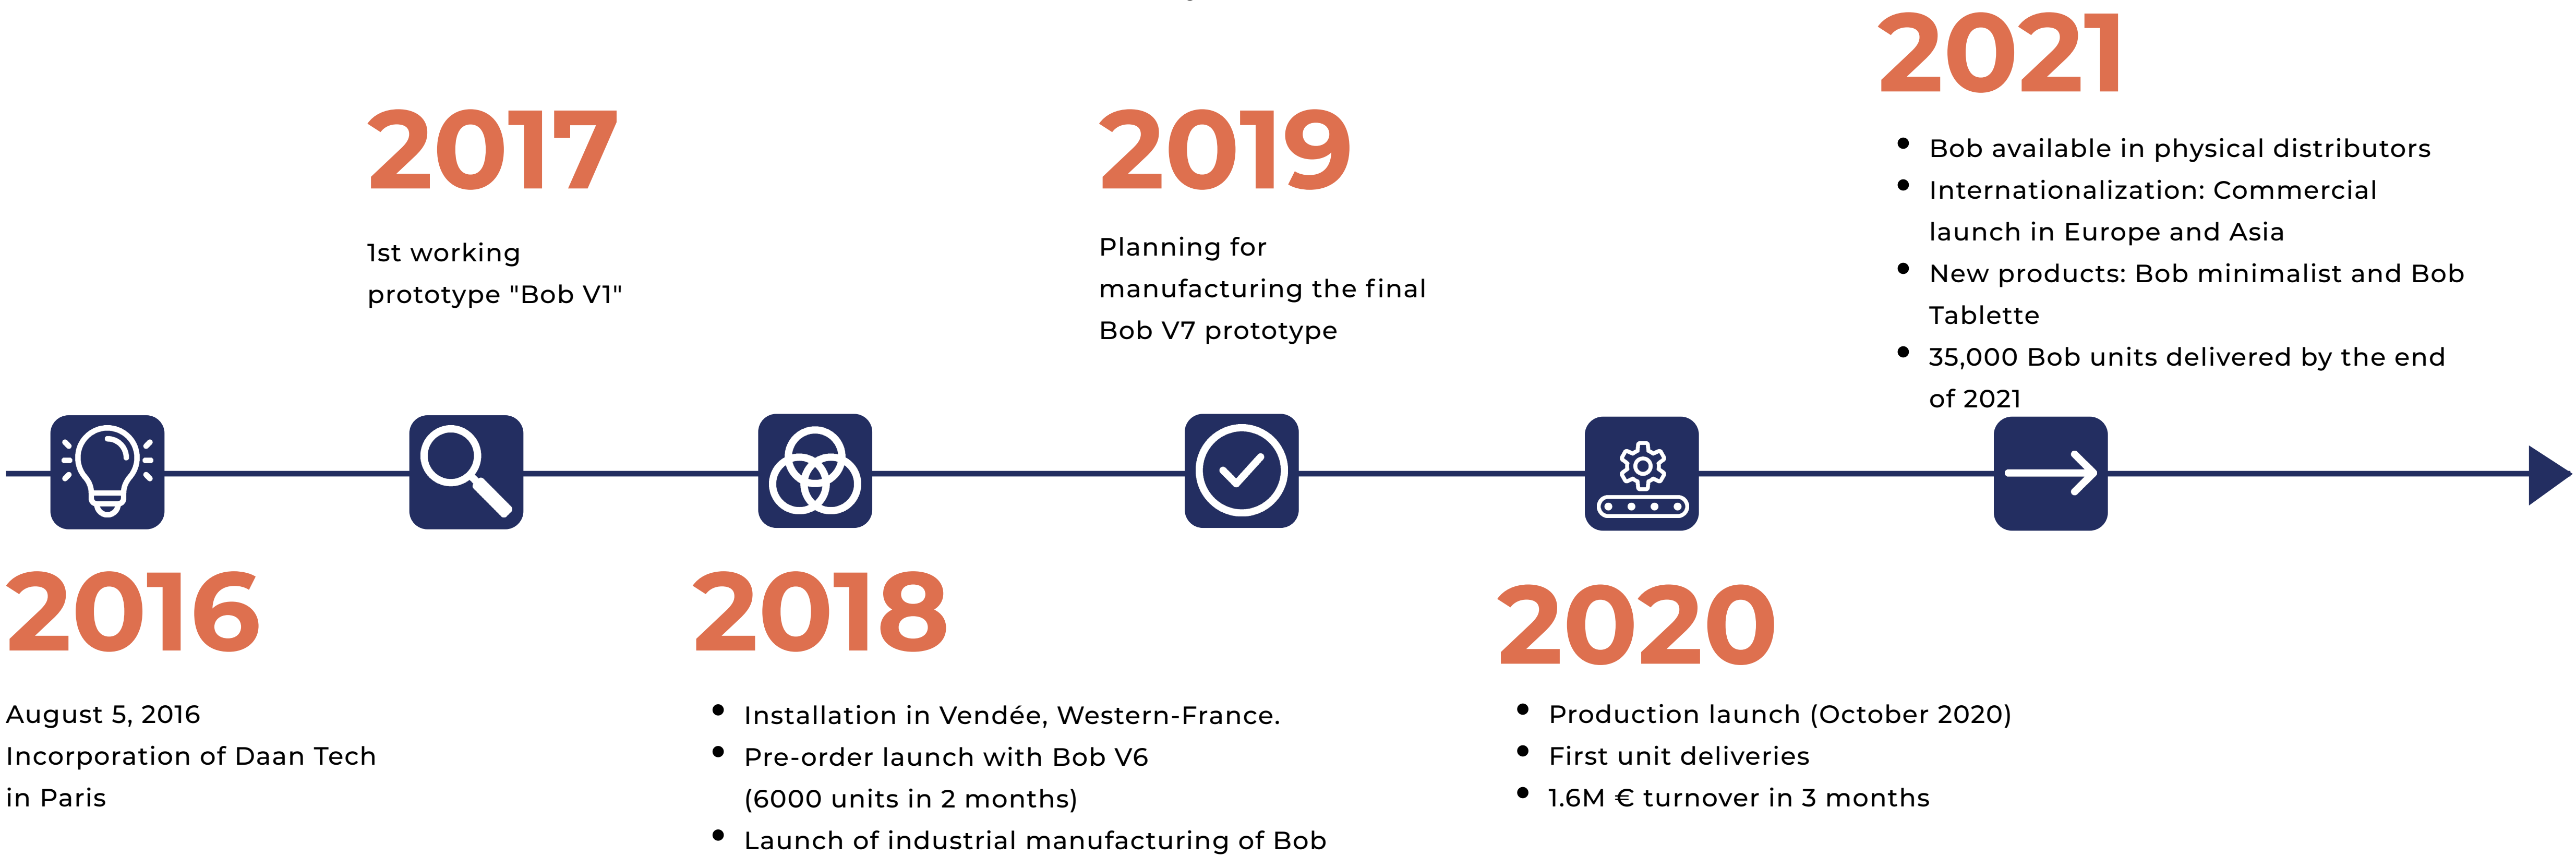 2016
August 5, 2016
Incorporation of Daan Tech
in Paris
2017
1st working
prototype "Bob V1"
2018
• Installation in Vendée, Western-France.
• Pre-order launch with Bob V6
(6000 units in 2 months)
• Launch of industrial manufacturing of Bob
2019
Planning for
manufacturing the final
Bob V7 prototype
2020
• Production launch (October 2020)
• First unit deliveries
• 1.6M € turnover in 3 months
2021
• Bob available in physical distributors
• Internationalization: Commercial
launch in Europe and Asia
• New products: Bob minimalist and Bob
Tablette
• 35,000 Bob units delivered by the end
of 2021